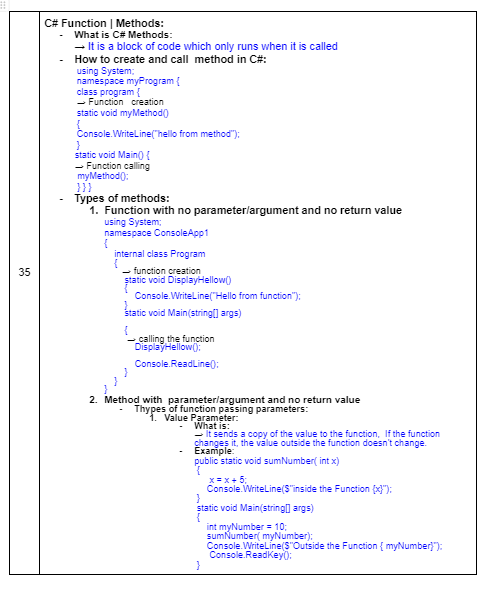 35
C# Function | Methods:
- What is C# Methods:
→ It is a block of code which only runs when it is called
- How to create and call method in C#:
using System;
namespace myProgram {
class program {
→ Function creation
static void myMethod()
{
Console.WriteLine("hello from method");
}
static void Main() {
→ Function calling
myMethod();
} } }
- Types of methods:
1. Function with no parameter/argument and no return value
using System;
namespace ConsoleApp1
{
internal class Program
{
→ function creation
static void DisplayHellow()
{
Console.WriteLine("Hello from function");
}
static void Main(string[] args)
{
→ calling the function
DisplayHellow();
Console.ReadLine();
}
}
}
2. Method with parameter/argument and no return value
- Thypes of function passing parameters:
1. Value Parameter:
- What is:
→ It sends a copy of the value to the function, If the function
changes it, the value outside the function doesn't change.
- Example:
public static void sumNumber( int x)
{
x = x + 5;
Console.WriteLine($"inside the Function {x}");
}
static void Main(string[] args)
{
int myNumber = 10;
sumNumber( myNumber);
Console.WriteLine($"Outside the Function { myNumber}");
Console.ReadKey();
}